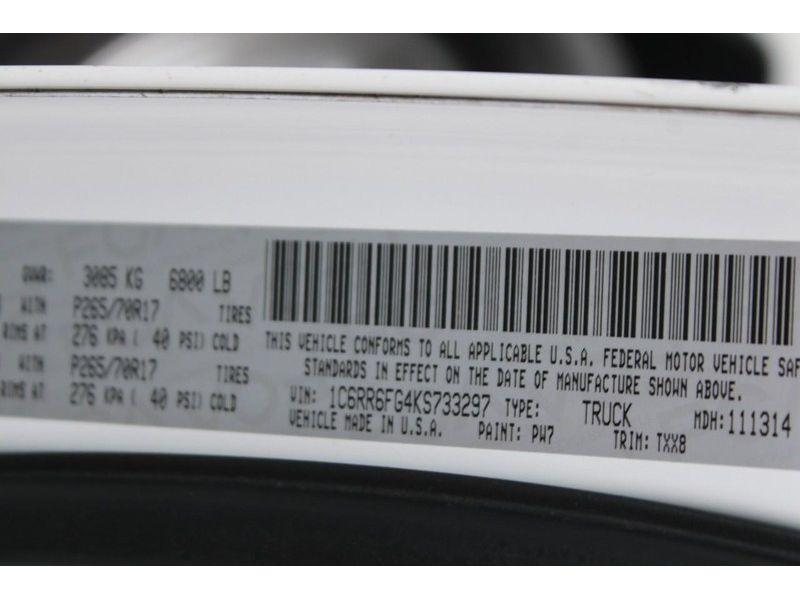 GVWR: 3085 KG 6800 LB
WITH P265/70R17 TIRES
RIMS AT 276 KPA ( 40 PSI) COLD
WITH P265/70R17 TIRES
RIMS AT 276 KPA ( 40 PSI) COLD
THIS VEHICLE CONFORMS TO ALL APPLICABLE U.S.A. FEDERAL MOTOR VEHICLE SAF
STANDARDS IN EFFECT ON THE DATE OF MANUFACTURE SHOWN ABOVE.
VIN: 1C6RR6FG4KS733297 TYPE: TRUCK MDH:111314
VEHICLE MADE IN U.S.A. PAINT: PW7 TRIM: TXX8